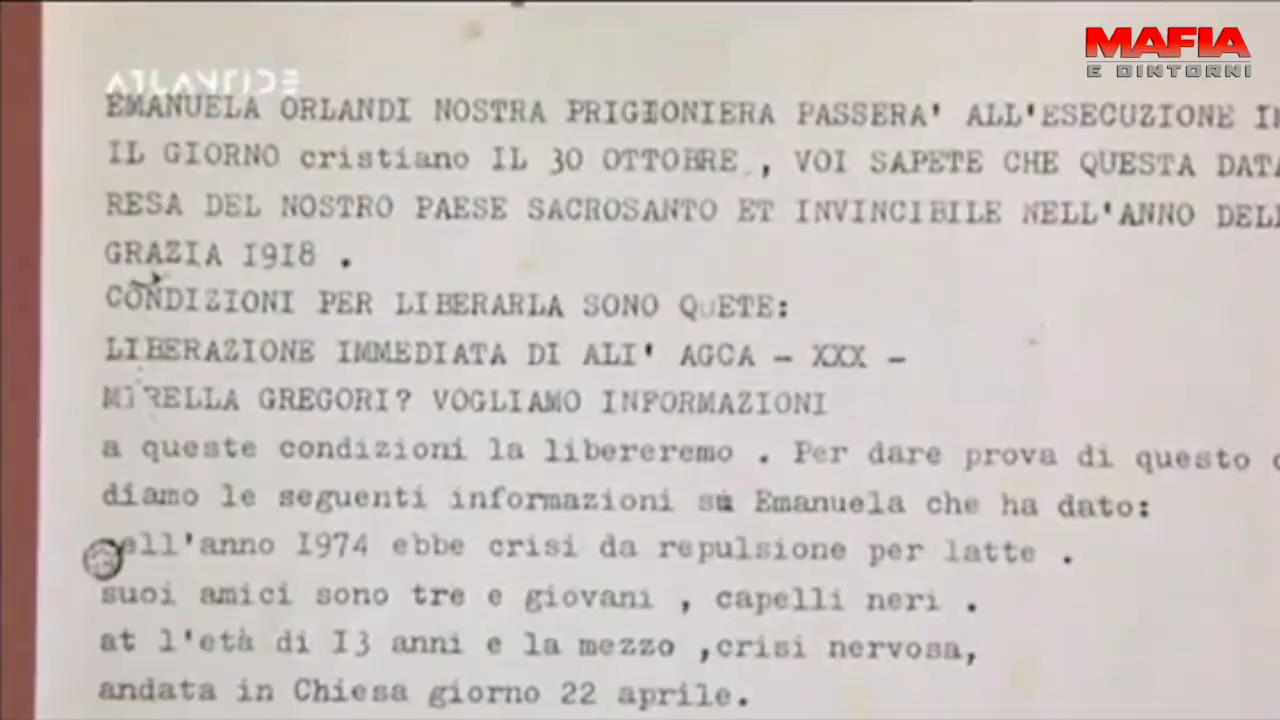 MAFIA
E DINTORNI
ATLANTIDE
EMANUELA ORLANDI NOSTRA PRIGIONIERA PASSERA' ALL'ESECUZIONE
IL GIORNO cristiano IL 30 OTTOBRE , VOI SAPETE CHE QUESTA DATA
RESA DEL NOSTRO PAESE SACROSANTO ET INVINCIBILE NELL'ANNO
GRAZIA 1918 .
CONDIZIONI PER LIBERARLA SONO QUETE:
LIBERAZIONE IMMEDIATA DI ALI' AGCA - XXX -
MIRELLA GREGORI? VOGLIAMO INFORMAZIONI
a queste condizioni la libereremo . Per dare prova di questo
diamo le seguenti informazioni su Emanuela che ha dato:
nell'anno 1974 ebbe crisi da repulsione per latte .
suoi amici sono tre e giovani , capelli neri .
at l'età di 13 anni e la mezzo ,crisi nervosa,
andata in Chiesa giorno 22 aprile.